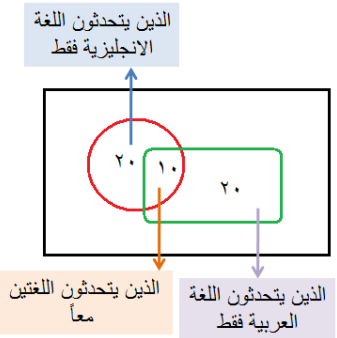 الذين يتحدثون اللغة
الانجليزية فقط
٢٠
١٠
٢٠
الذين يتحدثون اللغتين
معاً
الذين يتحدثون اللغة
العربية فقط